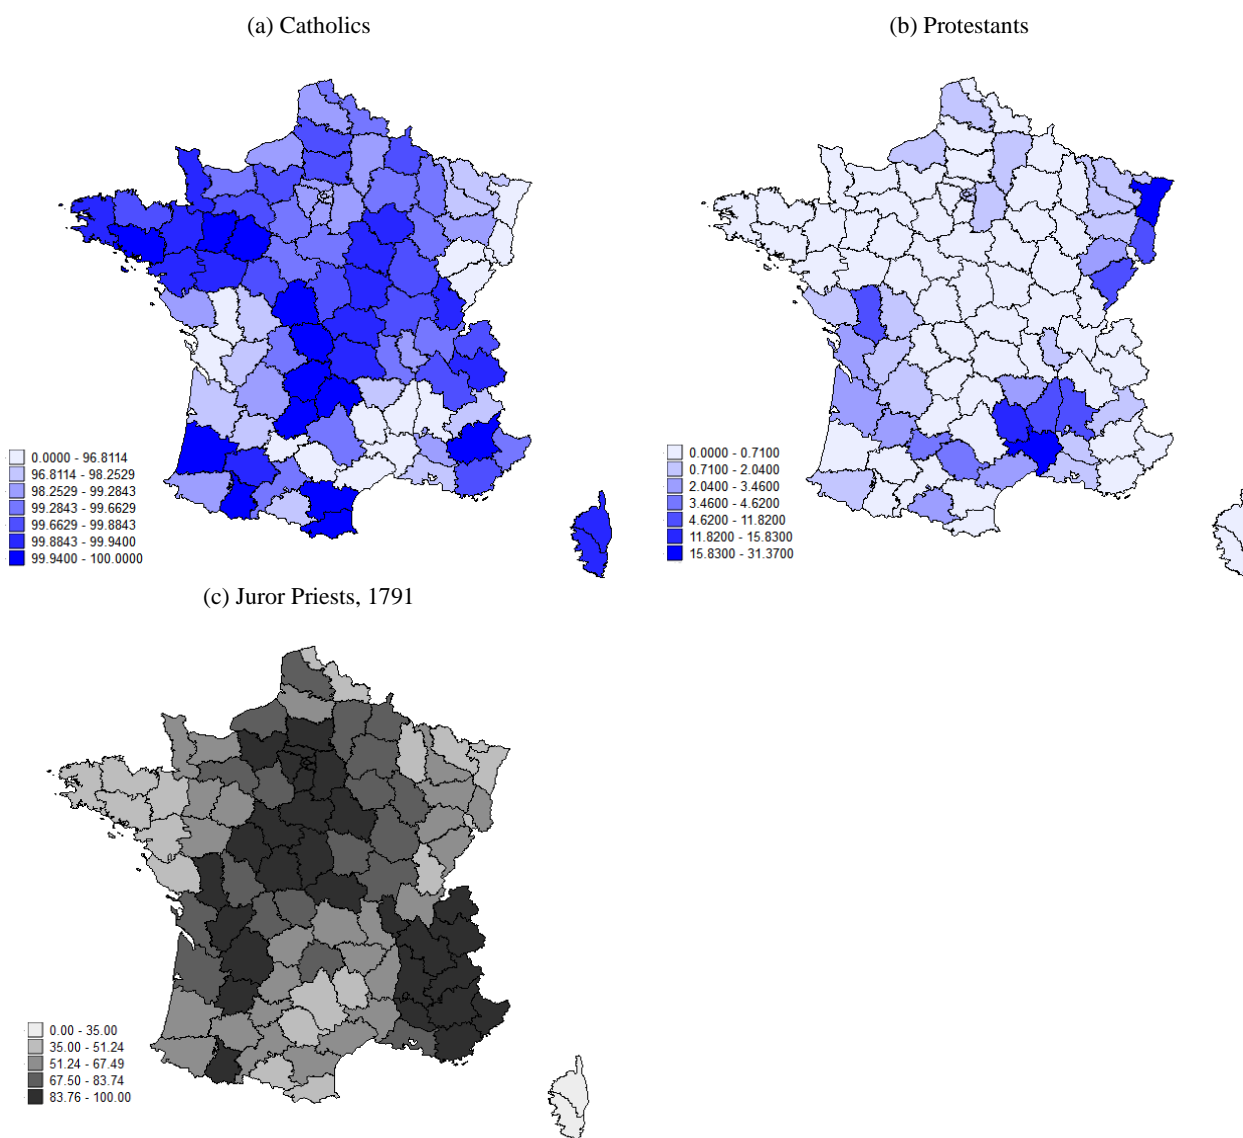 (a) Catholics
(b) Protestants
0.0000 - 96.8114
96.8114 - 98.2529
98.2529 - 99.2843
99.2843 - 99.6629
99.6629 - 99.8843
99.8843 - 99.9400
99.9400 - 100.0000
0.0000 - 0.7100
0.7100 - 2.0400
2.0400 - 3.4600
3.4600 - 4.6200
4.6200 - 11.8200
11.8200 - 15.8300
15.8300 - 31.3700
(c) Juror Priests, 1791
0.00 - 35.00
35.00 - 51.24
51.24 - 67.49
67.50 - 83.74
83.76 - 100.00